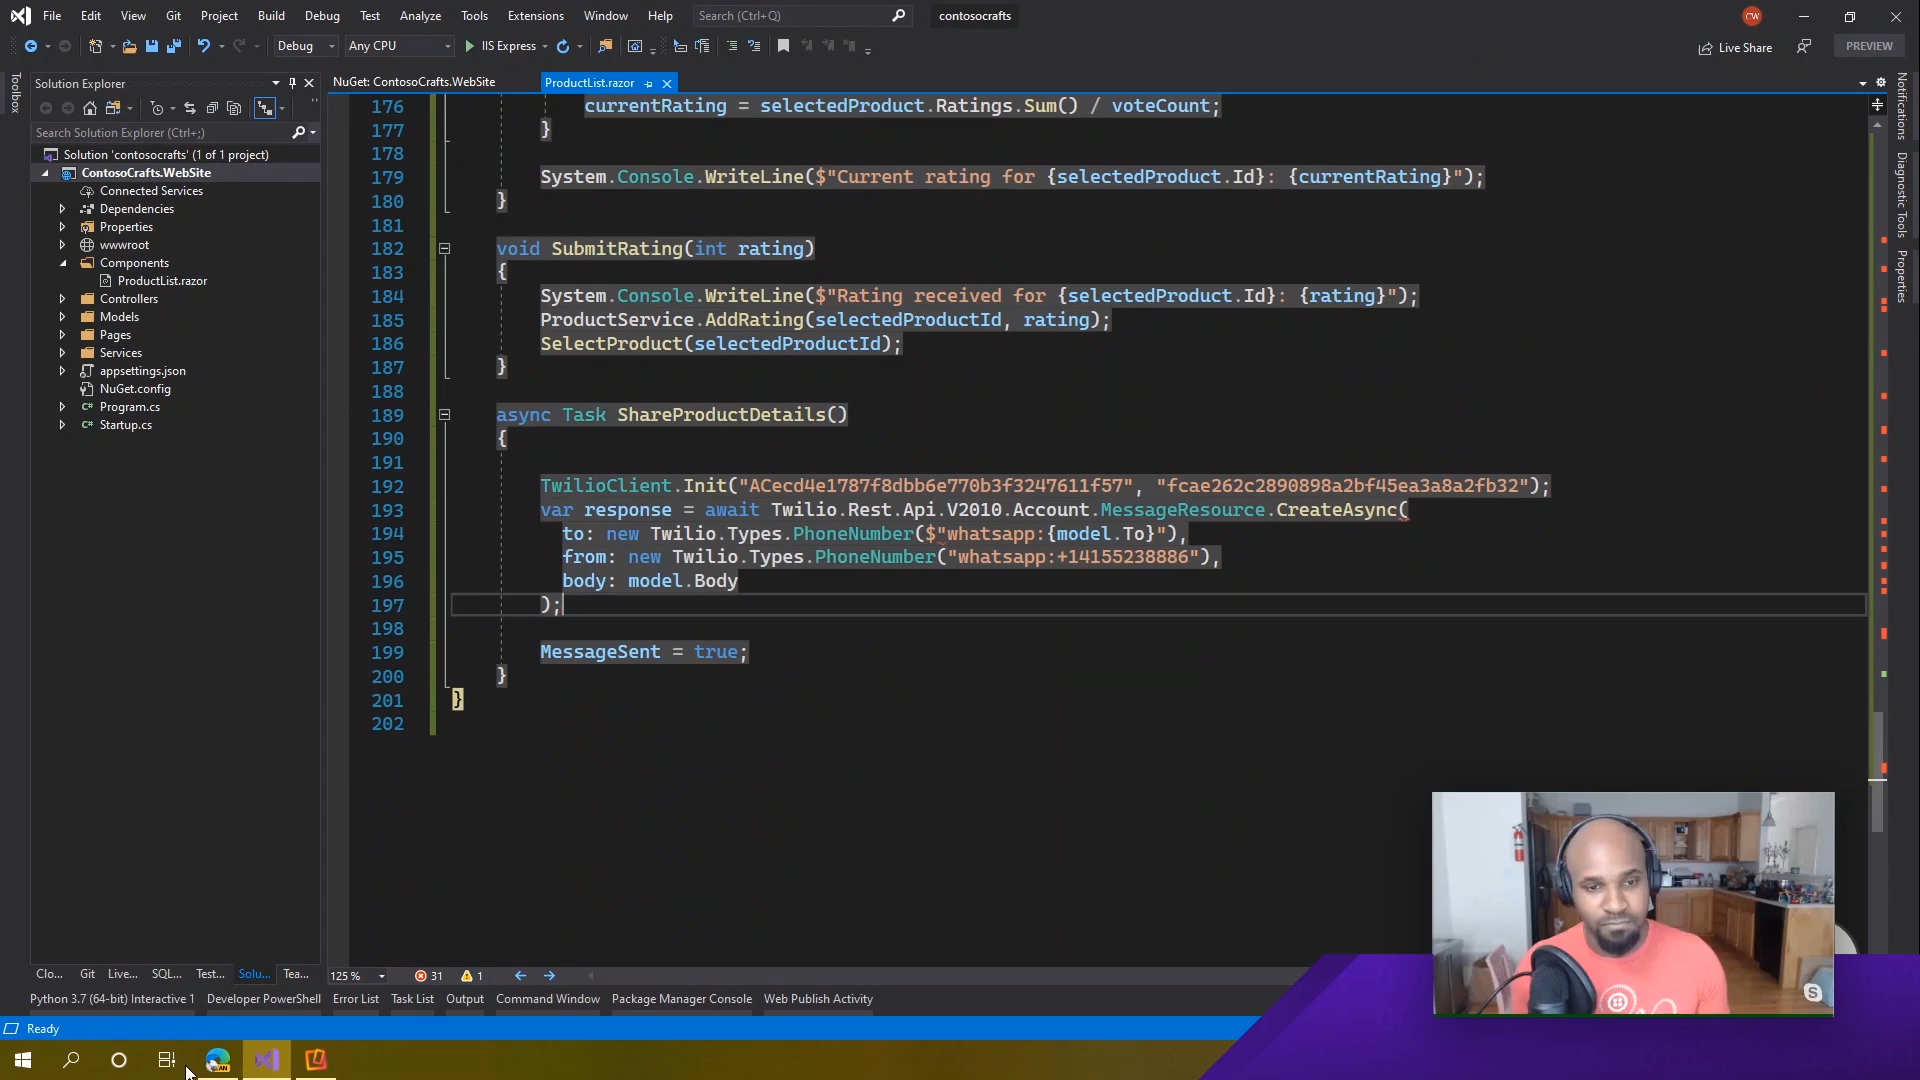 File Edit View Git Project Build Debug Test Analyze Tools Extensions Window Help Search (Ctrl+Q) contosocrafts CW
Debug Any CPU IIS Express Live Share PREVIEW
Toolbox
Solution Explorer
Search Solution Explorer (Ctrl+;)
Solution 'contosocrafts' (1 of 1 project)
ContosoCrafts.WebSite
Connected Services
Dependencies
Properties
wwwroot
Components
ProductList.razor
Controllers
Models
Pages
Services
appsettings.json
NuGet.config
Program.cs
Startup.cs
NuGet: ContosoCrafts.WebSite ProductList.razor
176 currentRating = selectedProduct.Ratings.Sum() / voteCount;
177 }
178
179 System.Console.WriteLine($"Current rating for {selectedProduct.Id}: {currentRating}");
180 }
181
182 void SubmitRating(int rating)
183 {
184 System.Console.WriteLine($"Rating received for {selectedProduct.Id}: {rating}");
185 ProductService.AddRating(selectedProductId, rating);
186 SelectProduct(selectedProductId);
187 }
188
189 async Task ShareProductDetails()
190 {
191
192 TwilioClient.Init("ACecd4e1787f8dbb6e770b3f3247611f57", "fcae262c2890898a2bf45ea3a8a2fb32");
193 var response = await Twilio.Rest.Api.V2010.Account.MessageResource.CreateAsync(
194 to: new Twilio.Types.PhoneNumber($"whatsapp:{model.To}"),
195 from: new Twilio.Types.PhoneNumber("whatsapp:+14155238886"),
196 body: model.Body
197 );
198
199 MessageSent = true;
200 }
201 }
202
Notifications
Diagnostic Tools
Properties
Clo... Git Live... SQL... Test... Solu... Tea...
125 % 31 1
Python 3.7 (64-bit) Interactive 1 Developer PowerShell Error List Task List Output Command Window Package Manager Console Web Publish Activity
Ready